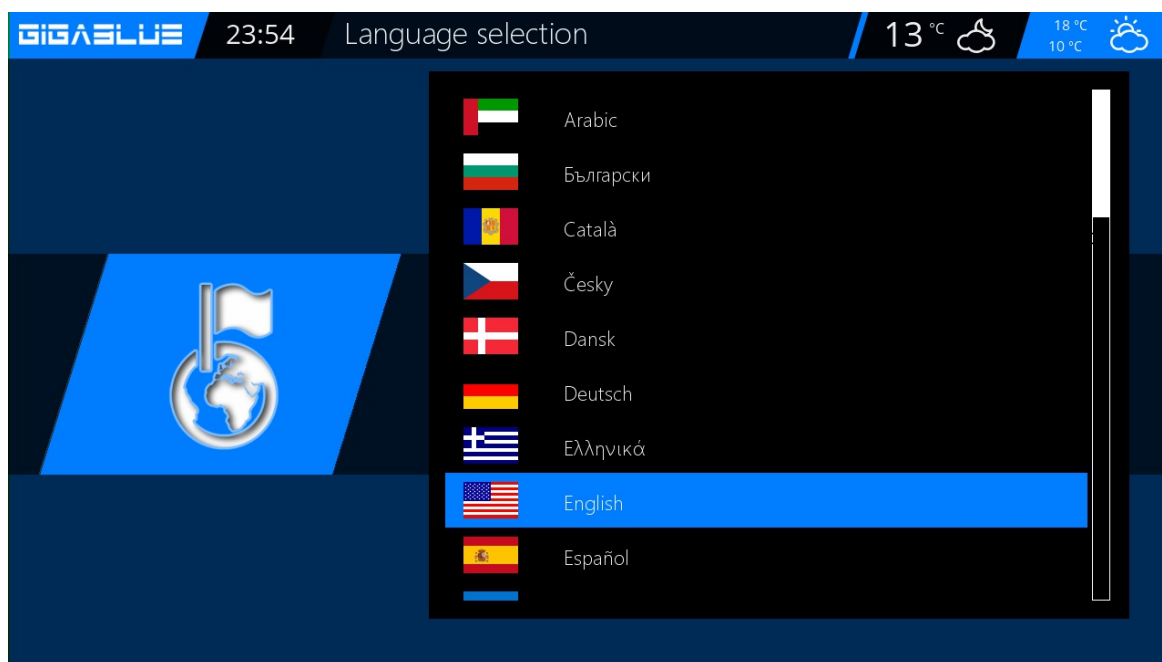 GIGABLUE 23:54 Language selection 13 °C 18 °C
10 °C
Arabic
Български
Català
Česky
Dansk
Deutsch
Ελληνικά
English
Español